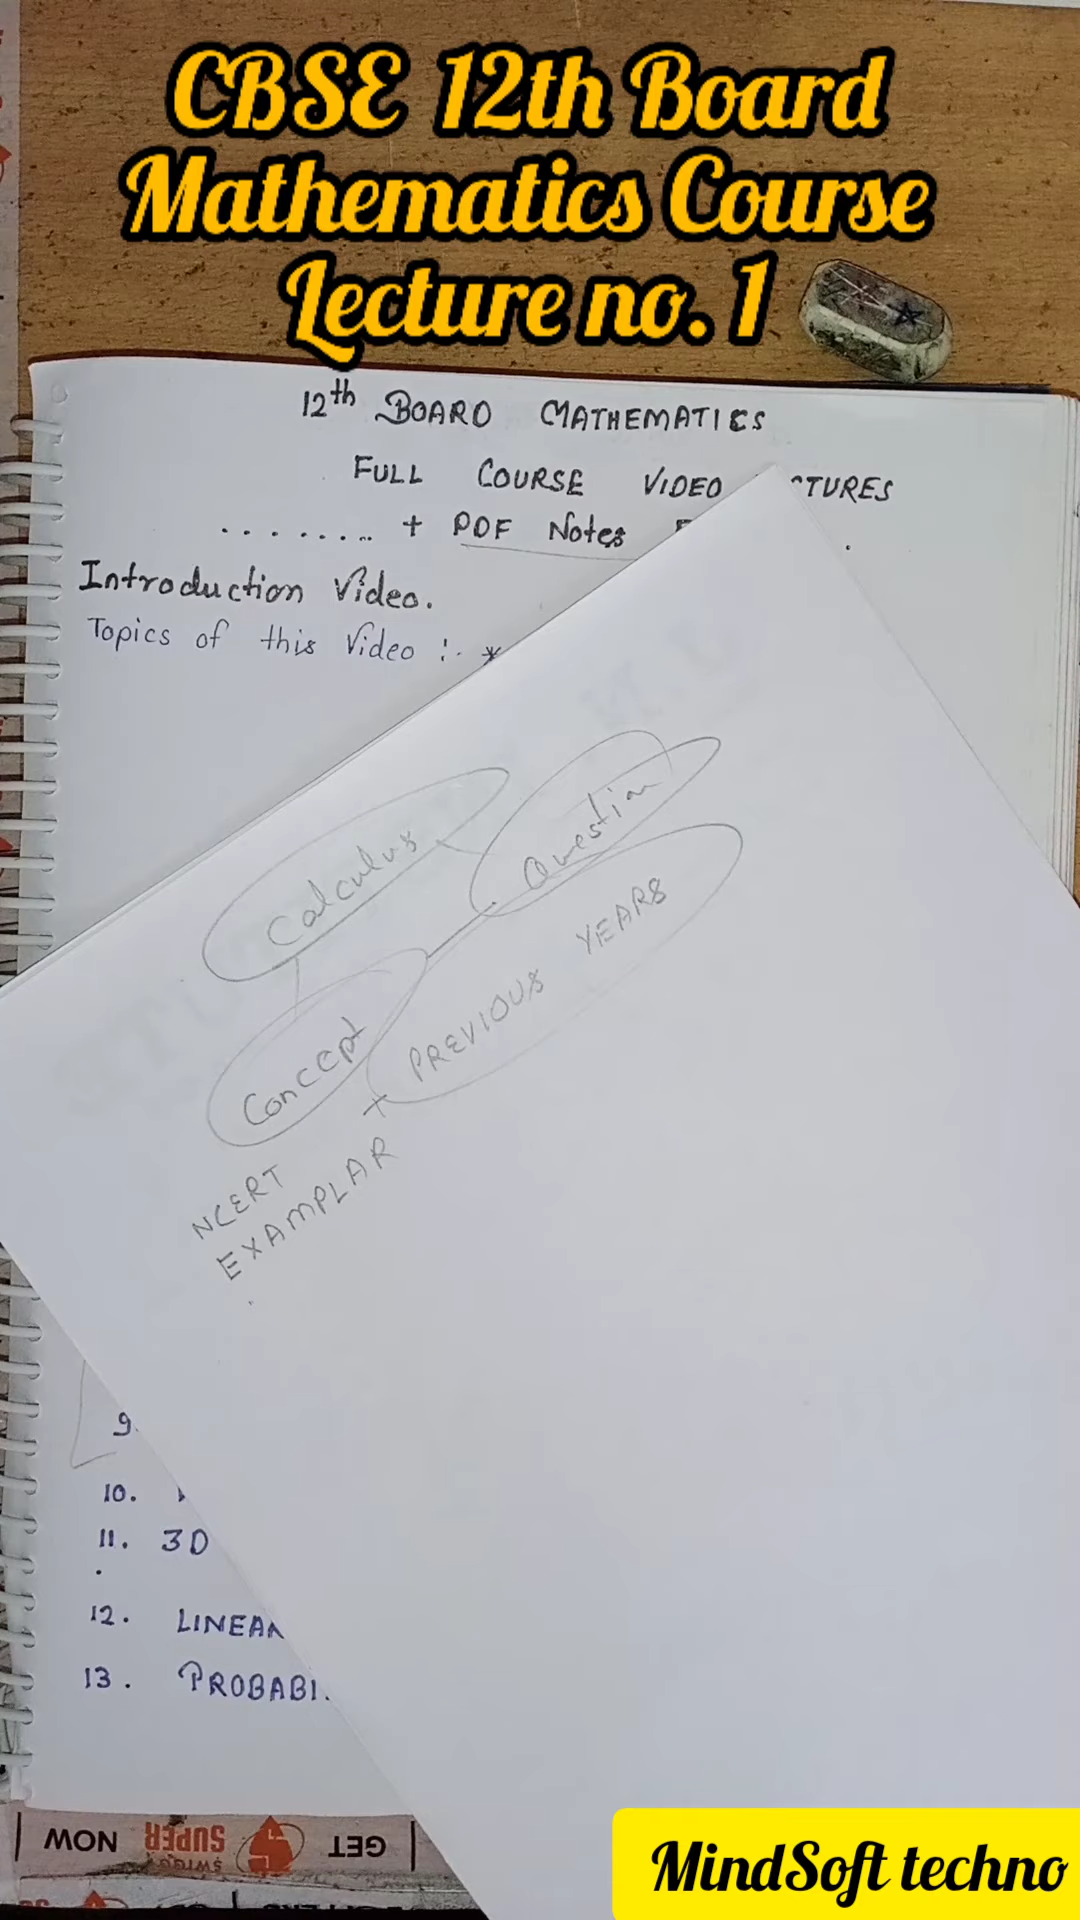 CBSE 12th Board
Mathematics Course
Lecture no. 1
12th BOARD MATHEMATICS
FULL COURSE VIDEO TURES
........ + PDF Notes
Introduction Video.
Topics of this Video :- *
Calculus
Question
Concept
+ PREVIOUS YEARS
NCERT
EXAMPLAR
9.
10.
11. 3D
12. LINEAR
13. PROBABI
GET SUPER NOW
MindSoft techno